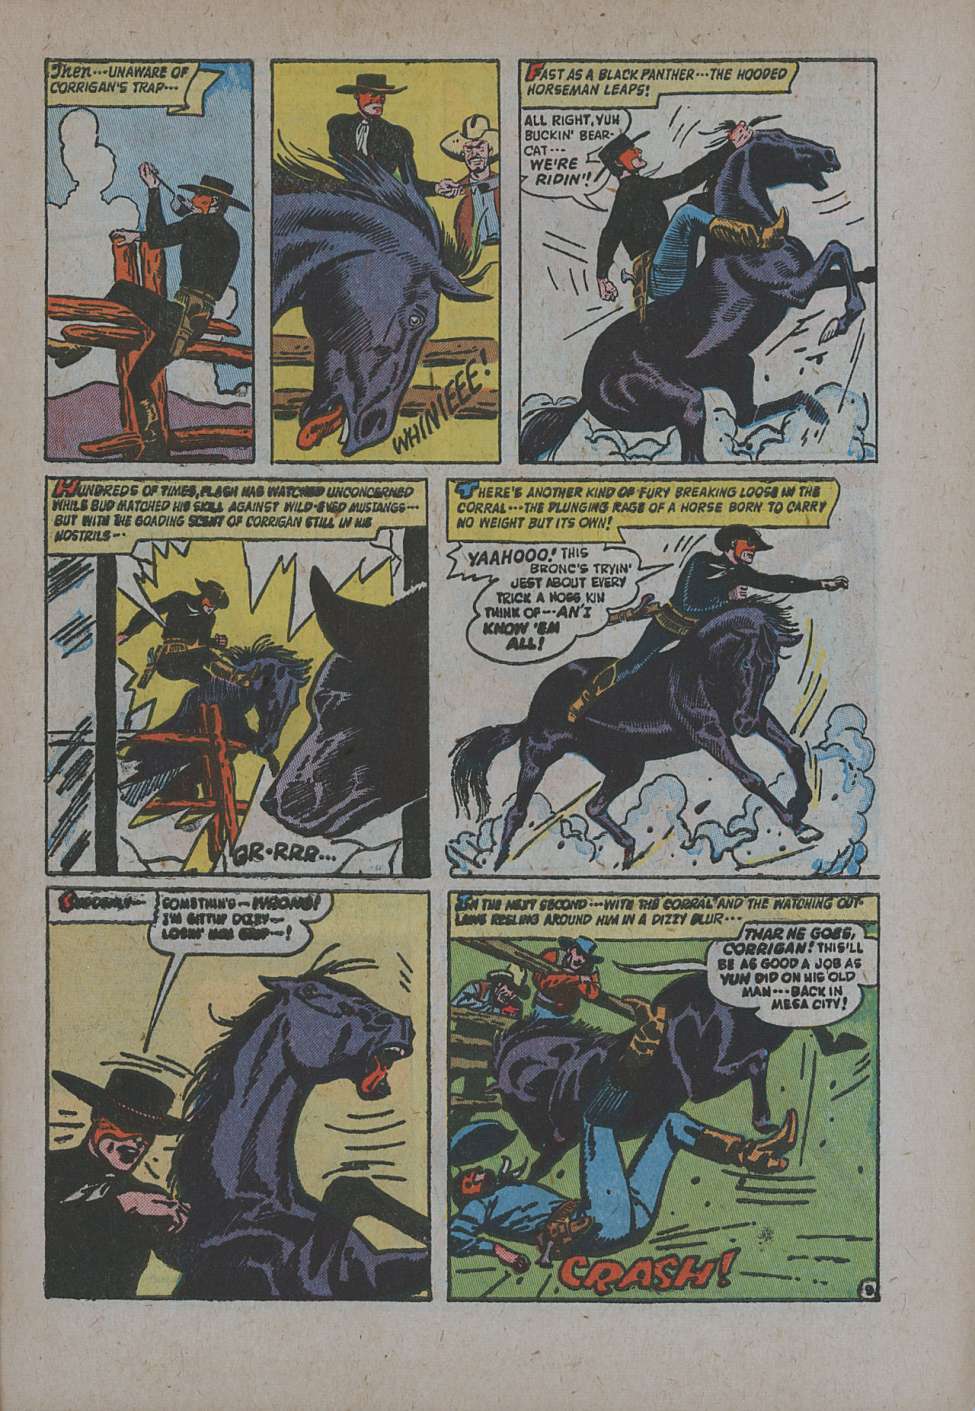 Then---UNAWARE OF
CORRIGAN'S TRAP---
WHINIEEE!
FAST AS A BLACK PANTHER---THE HOODED
HORSEMAN LEAPS!
ALL RIGHT, YUH
BUCKIN' BEAR-
CAT---
WE'RE
RIDIN'!
HUNDREDS OF TIMES, FLASH HAS WATCHED UNCONCERNED
WHILE BUD MATCHED HIS SKILL AGAINST WILD-EYED MUSTANGS---
BUT WITH THE GOADING SCENT OF CORRIGAN STILL IN HIS
NOSTRILS--
GR-RRR...
THERE'S ANOTHER KIND OF FURY BREAKING LOOSE IN THE
CORRAL---THE PLUNGING RAGE OF A HORSE BORN TO CARRY
NO WEIGHT BUT ITS OWN!
YAAHOOO! THIS
BRONC'S TRYIN'
JEST ABOUT EVERY
TRICK A HOSS KIN
THINK OF--AN' I
KNOW 'EM
ALL!
SUDDENLY--
SOMETHIN'S--WRONG!
I'M GITTIN' DIZZY--
LOSIN' MAH GRIP--!
IN THE NEXT SECOND---WITH THE CORRAL AND THE WATCHING OUT-
LAWS REELING AROUND HIM IN A DIZZY BLUR---
THAR HE GOES,
CORRIGAN! THIS'LL
BE AS GOOD A JOB AS
YUH DID ON HIS OLD
MAN---BACK IN
MESA CITY!
CRASH!
9